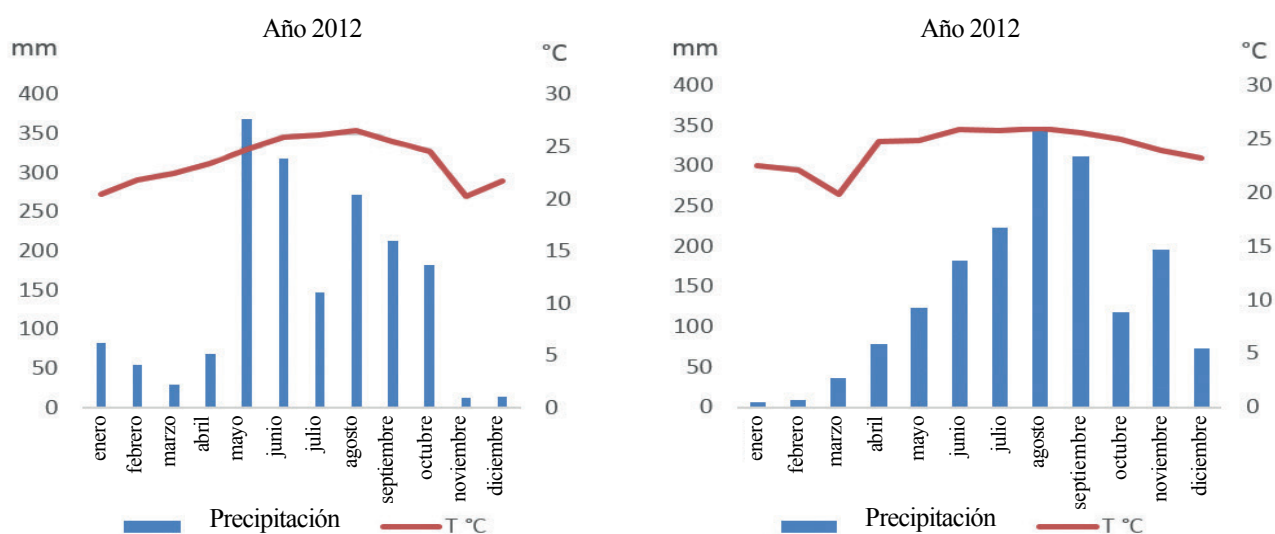 Año 2012
mm
°C
400
350
300
250
200
150
100
50
0
30
25
20
15
10
5
0
enero
febrero
marzo
abril
mayo
junio
julio
agosto
septiembre
octubre
noviembre
diciembre
Precipitación
T °C
Año 2012
mm
°C
400
350
300
250
200
150
100
50
0
30
25
20
15
10
5
0
enero
febrero
marzo
abril
mayo
junio
julio
agosto
septiembre
octubre
noviembre
diciembre
Precipitación
T °C